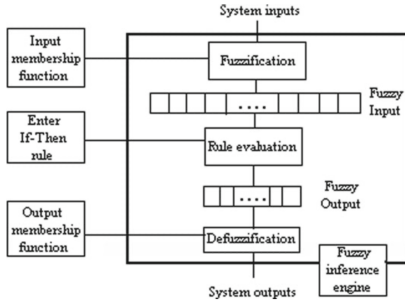 System inputs
Input
membership
function
Fuzzification
Fuzzy
Input
Enter
If-Then
rule
Rule evaluation
Fuzzy
Output
Output
membership
function
Defuzzification
Fuzzy
inference
engine
System outputs